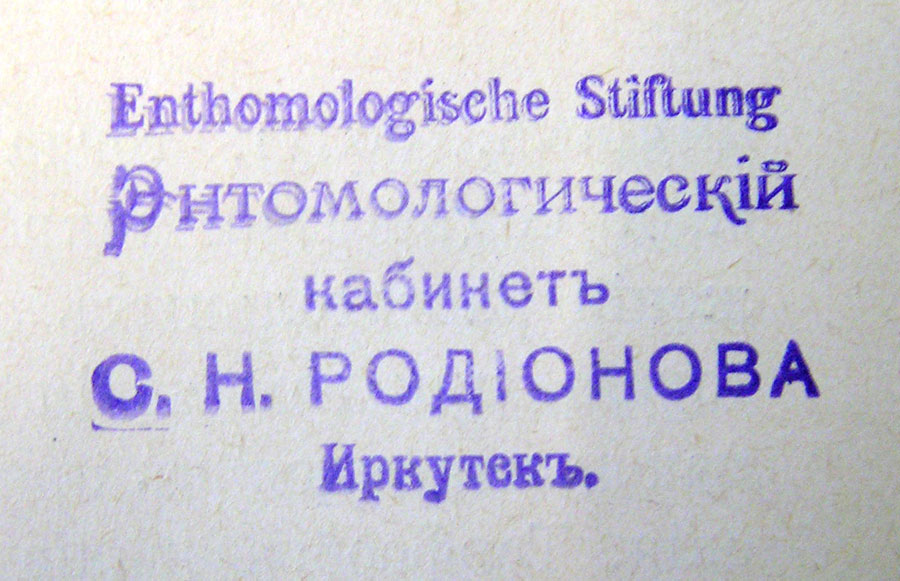 Enthomologische Stiftung
Энтомологическій
кабинетъ
С. Н. РОДІОНОВА
Иркутскъ.